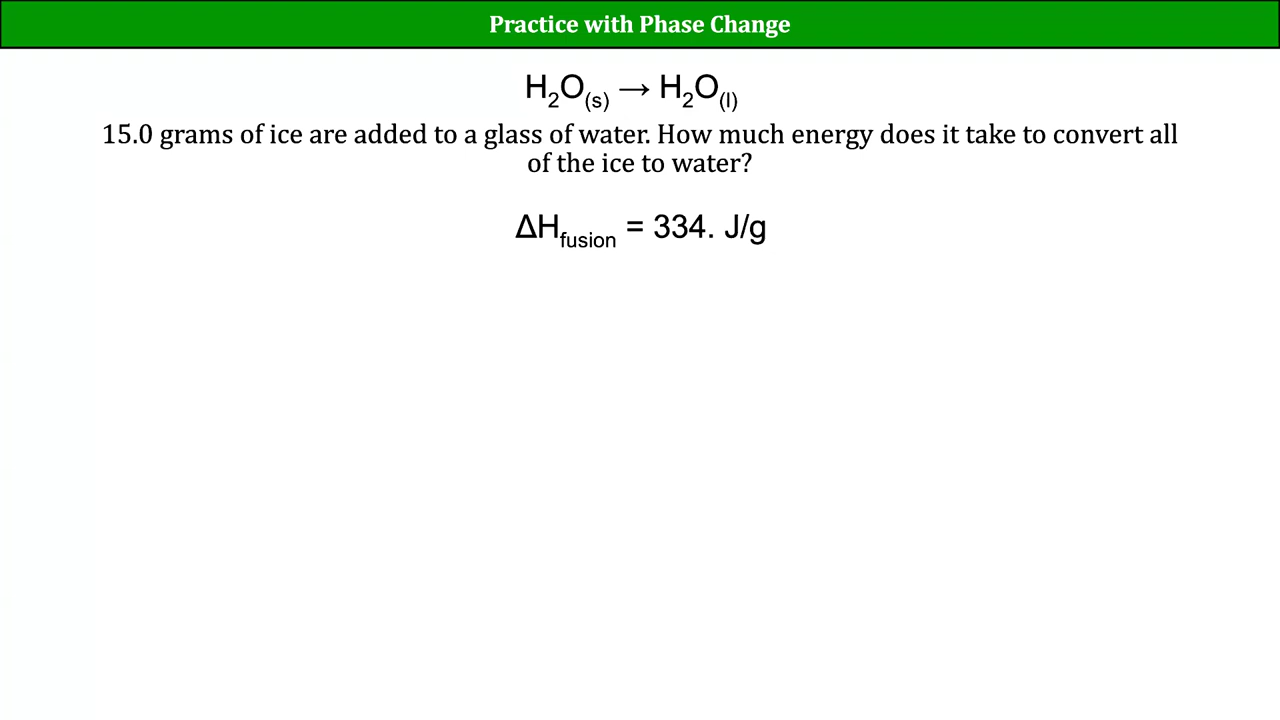 Practice with Phase Change
H₂O₍ₛ₎ → H₂O₍ₗ₎
15.0 grams of ice are added to a glass of water. How much energy does it take to convert all
of the ice to water?
ΔHfusion = 334. J/g